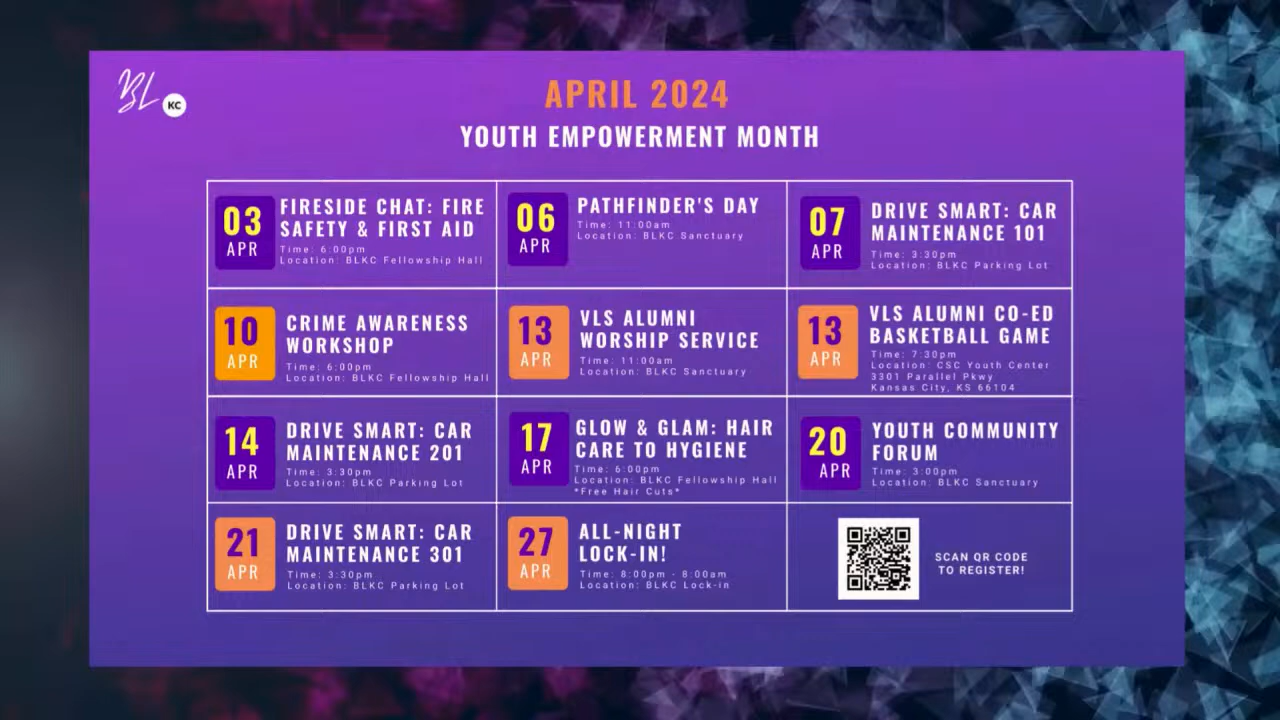 BL
KC
APRIL 2024
YOUTH EMPOWERMENT MONTH
03
APR
FIRESIDE CHAT: FIRE
SAFETY & FIRST AID
Time: 6:00pm
Location: BLKC Fellowship Hall
06
APR
PATHFINDER'S DAY
Time: 11:00am
Location: BLKC Sanctuary
07
APR
DRIVE SMART: CAR
MAINTENANCE 101
Time: 3:30pm
Location: BLKC Parking Lot
10
APR
CRIME AWARENESS
WORKSHOP
Time: 6:00pm
Location: BLKC Fellowship Hall
13
APR
VLS ALUMNI
WORSHIP SERVICE
Time: 11:00am
Location: BLKC Sanctuary
13
APR
VLS ALUMNI CO-ED
BASKETBALL GAME
Time: 7:30pm
Location: CSC Youth Center
3301 Parallel Pkwy
Kansas City, KS 66104
14
APR
DRIVE SMART: CAR
MAINTENANCE 201
Time: 3:30pm
Location: BLKC Parking Lot
17
APR
GLOW & GLAM: HAIR
CARE TO HYGIENE
Time: 6:00pm
Location: BLKC Fellowship Hall
*Free Hair Cuts*
20
APR
YOUTH COMMUNITY
FORUM
Time: 3:00pm
Location: BLKC Sanctuary
21
APR
DRIVE SMART: CAR
MAINTENANCE 301
Time: 3:30pm
Location: BLKC Parking Lot
27
APR
ALL-NIGHT
LOCK-IN!
Time: 8:00pm - 8:00am
Location: BLKC Lock-in
SCAN QR CODE
TO REGISTER!